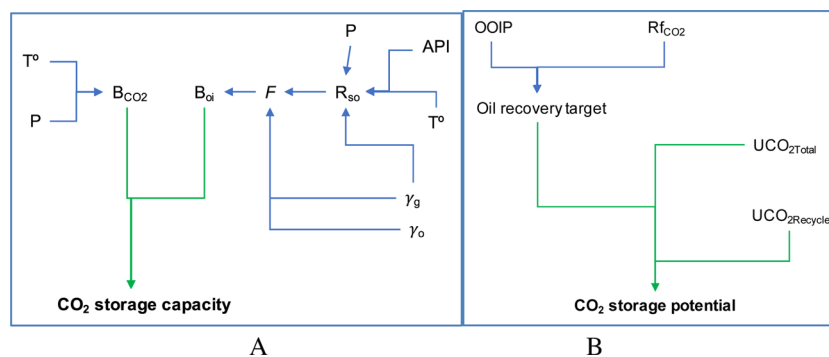 P
API
T°
B_CO2
B_oi
F
R_so
P
T°
γ_g
γ_o
CO₂ storage capacity
A
OOIP
Rf_CO2
Oil recovery target
UCO₂Total
UCO₂Recycle
CO₂ storage potential
B